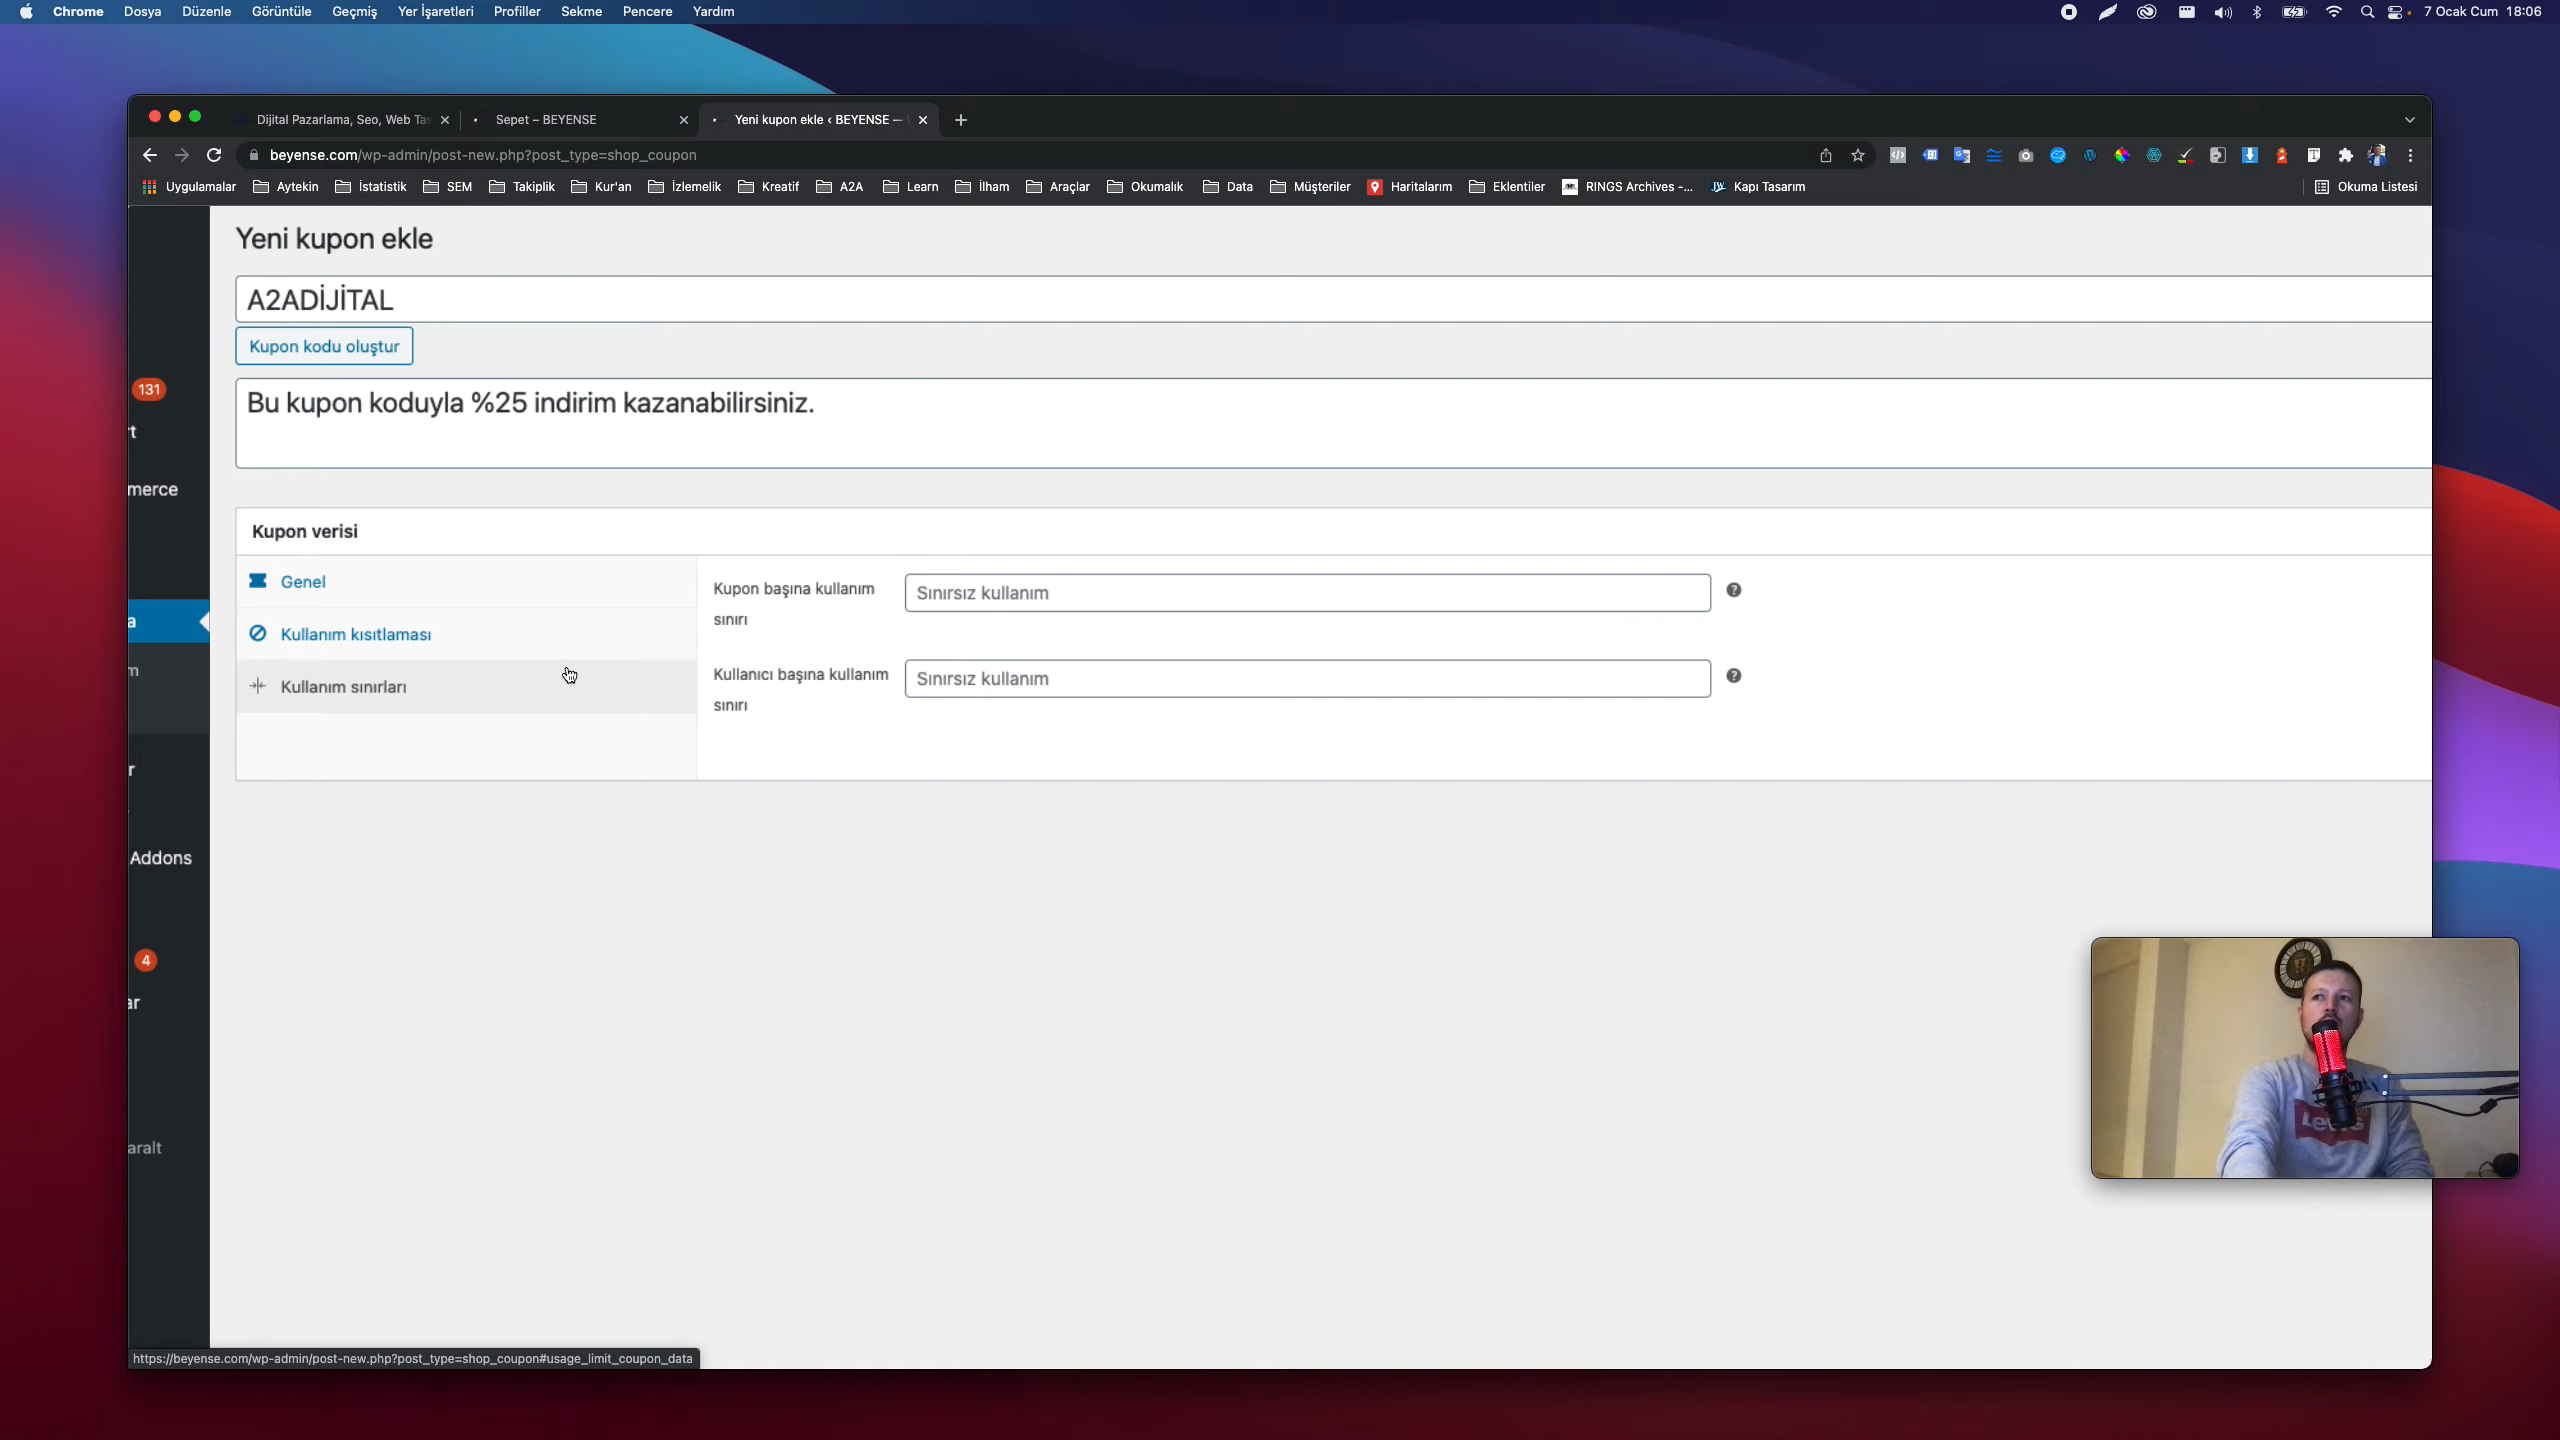 Chrome Dosya Düzenle Görüntüle Geçmiş Yer İşaretleri Profiller Sekme Pencere Yardım 7 Ocak Cum 18:06
Dijital Pazarlama, Seo, Web Tas Sepet – BEYENSE Yeni kupon ekle ‹ BEYENSE —
beyense.com/wp-admin/post-new.php?post_type=shop_coupon
Uygulamalar Aytekin İstatistik SEM Takiplik Kur'an İzlemelik Kreatif A2A Learn İlham Araçlar Okumalık Data Müşteriler Haritalarım Eklentiler RINGS Archives -... Kapı Tasarım Okuma Listesi
Yeni kupon ekle
A2ADİJİTAL
Kupon kodu oluştur
131
Bu kupon koduyla %25 indirim kazanabilirsiniz.
rt
merce
Kupon verisi
Genel
Kupon başına kullanım
sınırı
Sınırsız kullanım
a
Kullanım kısıtlaması
m
Kullanım sınırları
Kullanıcı başına kullanım
sınırı
Sınırsız kullanım
r
Addons
4
ar
Levi's
aralt
https://beyense.com/wp-admin/post-new.php?post_type=shop_coupon#usage_limit_coupon_data